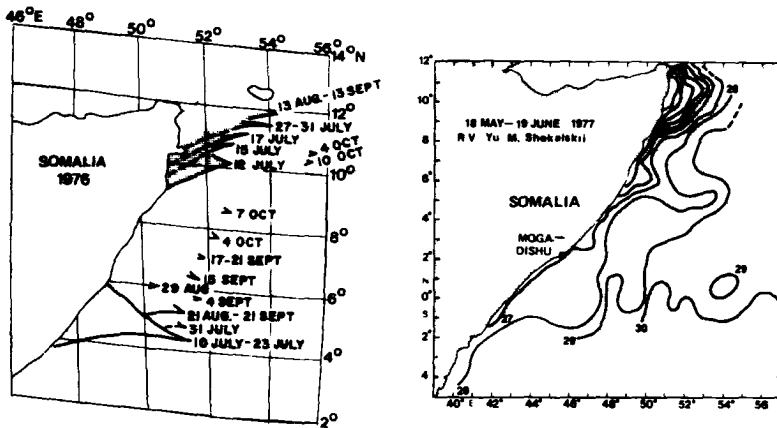 46°E 48° 50° 52° 54° 56°
14°N
13 AUG.-13 SEPT
12°
27-31 JULY
17 JULY
15 JULY
4 OCT
10 OCT
12 JULY
10°
SOMALIA
1976
7 OCT
8°
4 OCT
17-21 SEPT
15 SEPT
29 AUG
6°
4 SEPT
21 AUG.-21 SEPT
31 JULY
10 JULY-23 JULY
4°
2°
12°
28
10°
18 MAY-19 JUNE 1977
R V Yu M. Shokalskii
8°
6°
SOMALIA
4°
MOGA-
DISHU
2°
N
0°
S
29
27
30
2°
29
4
28
40°E 42° 44° 46° 48° 50° 52° 54° 56